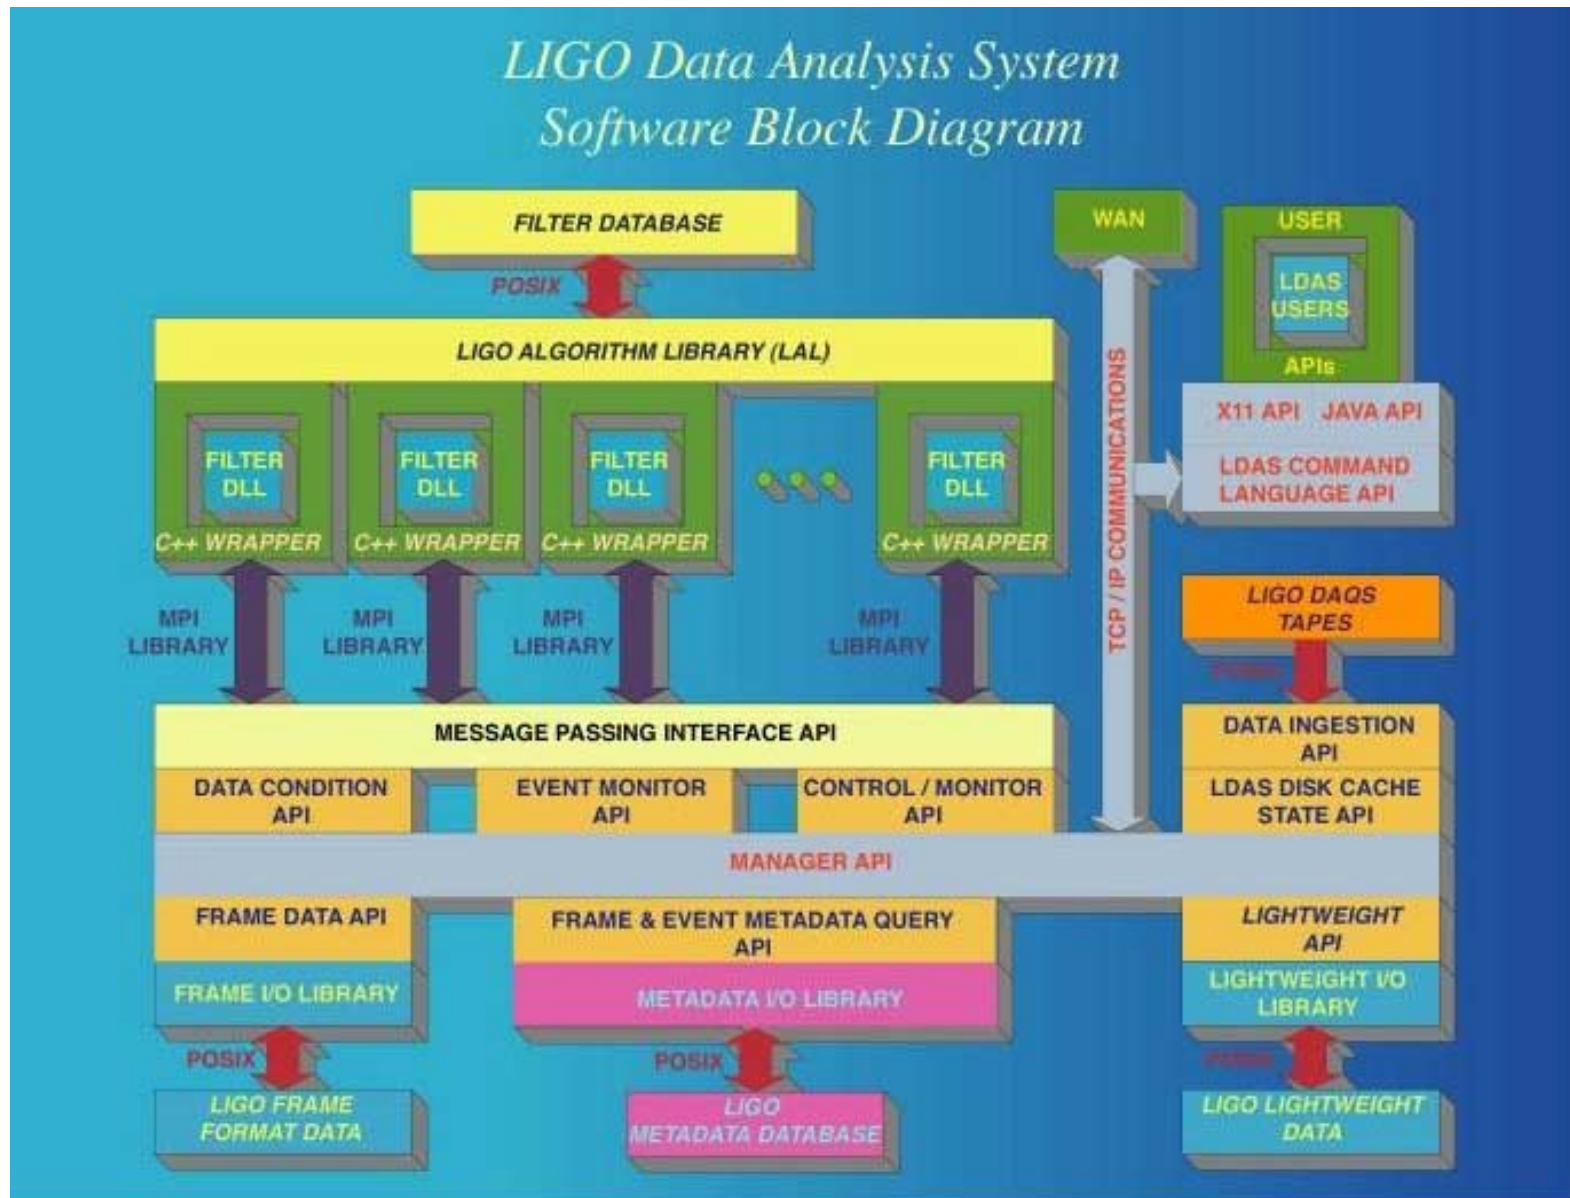 LIGO Data Analysis System
Software Block Diagram
FILTER DATABASE
WAN
USER
LDAS
USERS
APIs
POSIX
LIGO ALGORITHM LIBRARY (LAL)
X11 API JAVA API
LDAS COMMAND
LANGUAGE API
TCP / IP COMMUNICATIONS
FILTER
DLL
C++ WRAPPER
FILTER
DLL
C++ WRAPPER
FILTER
DLL
C++ WRAPPER
FILTER
DLL
C++ WRAPPER
MPI
LIBRARY
MPI
LIBRARY
MPI
LIBRARY
MPI
LIBRARY
LIGO DAQS
TAPES
POSIX
MESSAGE PASSING INTERFACE API
DATA INGESTION
API
DATA CONDITION
API
EVENT MONITOR
API
CONTROL / MONITOR
API
LDAS DISK CACHE
STATE API
MANAGER API
FRAME DATA API
FRAME & EVENT METADATA QUERY
API
LIGHTWEIGHT
API
FRAME I/O LIBRARY
METADATA I/O LIBRARY
LIGHTWEIGHT I/O
LIBRARY
POSIX
POSIX
POSIX
LIGO FRAME
FORMAT DATA
LIGO
METADATA DATABASE
LIGO LIGHTWEIGHT
DATA